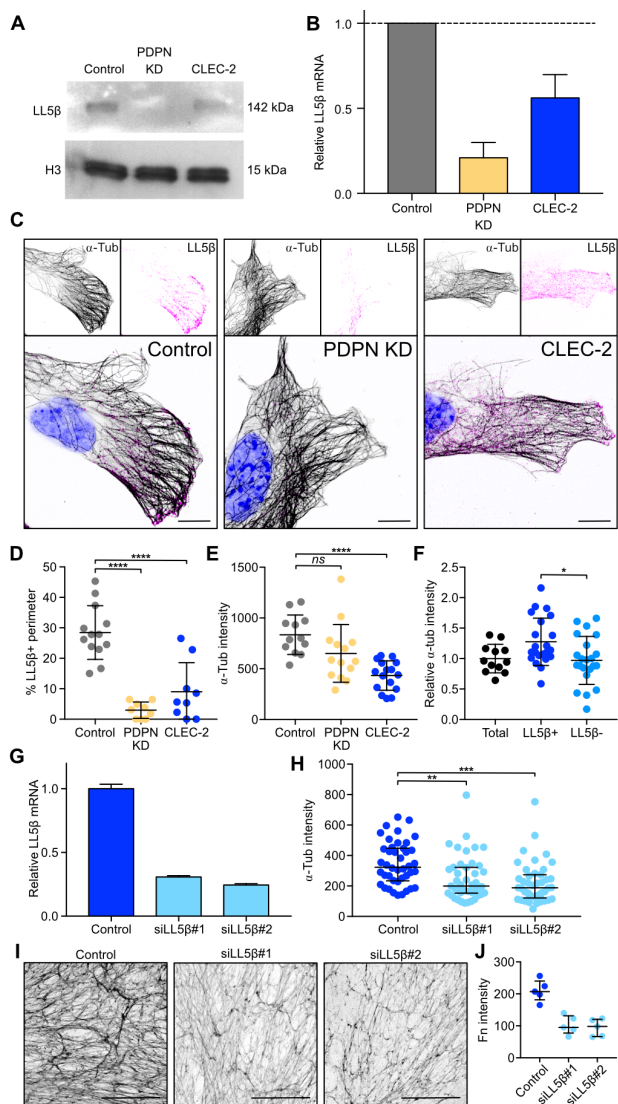 A
PDPN
Control KD CLEC-2
LL5β 142 kDa
H3 15 kDa
B
Relative LL5β mRNA
1.0
0.5
0.0
Control PDPN CLEC-2
KD
C
α-Tub LL5β α-Tub LL5β α-Tub LL5β
Control PDPN KD CLEC-2
D
% LL5β+ perimeter
50
40
30
20
10
0
****
****
Control PDPN CLEC-2
KD
E
α-Tub intensity
1500
1000
500
0
****
ns
Control PDPN CLEC-2
KD
F
Relative α-tub intensity
2.5
2.0
1.5
1.0
0.5
0.0
*
Total LL5β+ LL5β-
G
Relative LL5β mRNA
1.0
0.5
0.0
Control siLL5β#1 siLL5β#2
H
α-Tub intensity
1000
800
600
400
200
0
***
**
Control siLL5β#1 siLL5β#2
I
Control siLL5β#1 siLL5β#2
J
Fn intensity
300
200
100
0
Control
siLL5β#1
siLL5β#2